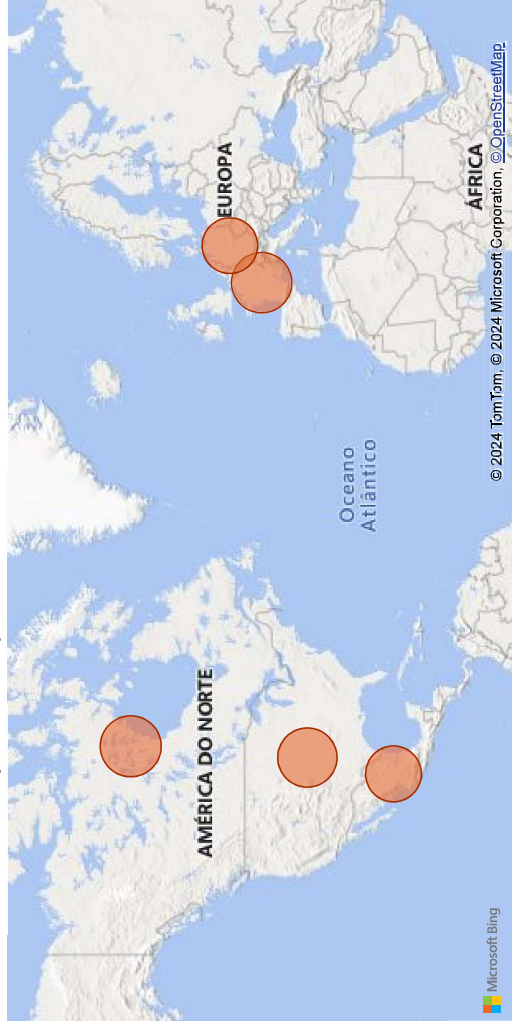 EUROPA
AMÉRICA DO NORTE
Oceano
Atlântico
ÁFRICA
Microsoft Bing
© 2024 TomTom, © 2024 Microsoft Corporation, © OpenStreetMap